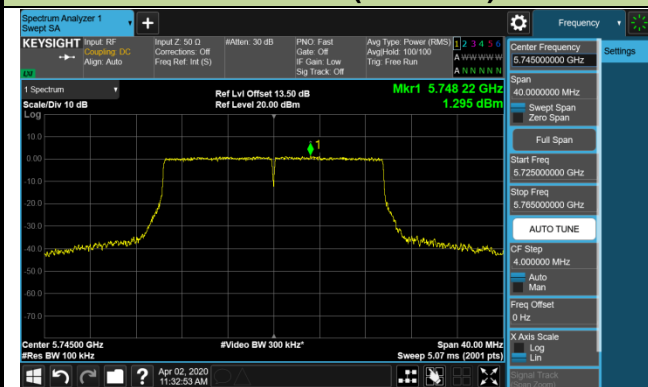 Spectrum Analyzer 1
Swept SA
Frequency
KEYSIGHT
Input: RF
Coupling: DC
Align: Auto
Input Z: 50 Ω
Corrections: Off
Freq Ref: Int (S)
#Atten: 30 dB
PNO: Fast
Gate: Off
IF Gain: Low
Sig Track: Off
Avg Type: Power (RMS)
Avg|Hold: 100/100
Trig: Free Run
1 2 3 4 5 6
A W W W W W
A N N N N N
Settings
Center Frequency
5.745000000 GHz
Span
40.0000000 MHz
Swept Span
Zero Span
Full Span
Start Freq
5.725000000 GHz
Stop Freq
5.765000000 GHz
AUTO TUNE
CF Step
4.000000 MHz
Auto
Man
Freq Offset
0 Hz
X Axis Scale
Log
Lin
Signal Track
(Span Zoom)
LW
1 Spectrum
Scale/Div 10 dB
Log
Ref Lvl Offset 13.50 dB
Ref Level 20.00 dBm
Mkr1 5.748 22 GHz
1.295 dBm
10.0
0.00
-10.0
-20.0
-30.0
-40.0
-50.0
-60.0
-70.0
1
Center 5.74500 GHz
#Res BW 100 kHz
#Video BW 300 kHz*
Span 40.00 MHz
Sweep 5.07 ms (2001 pts)
?
Apr 02, 2020
11:32:53 AM